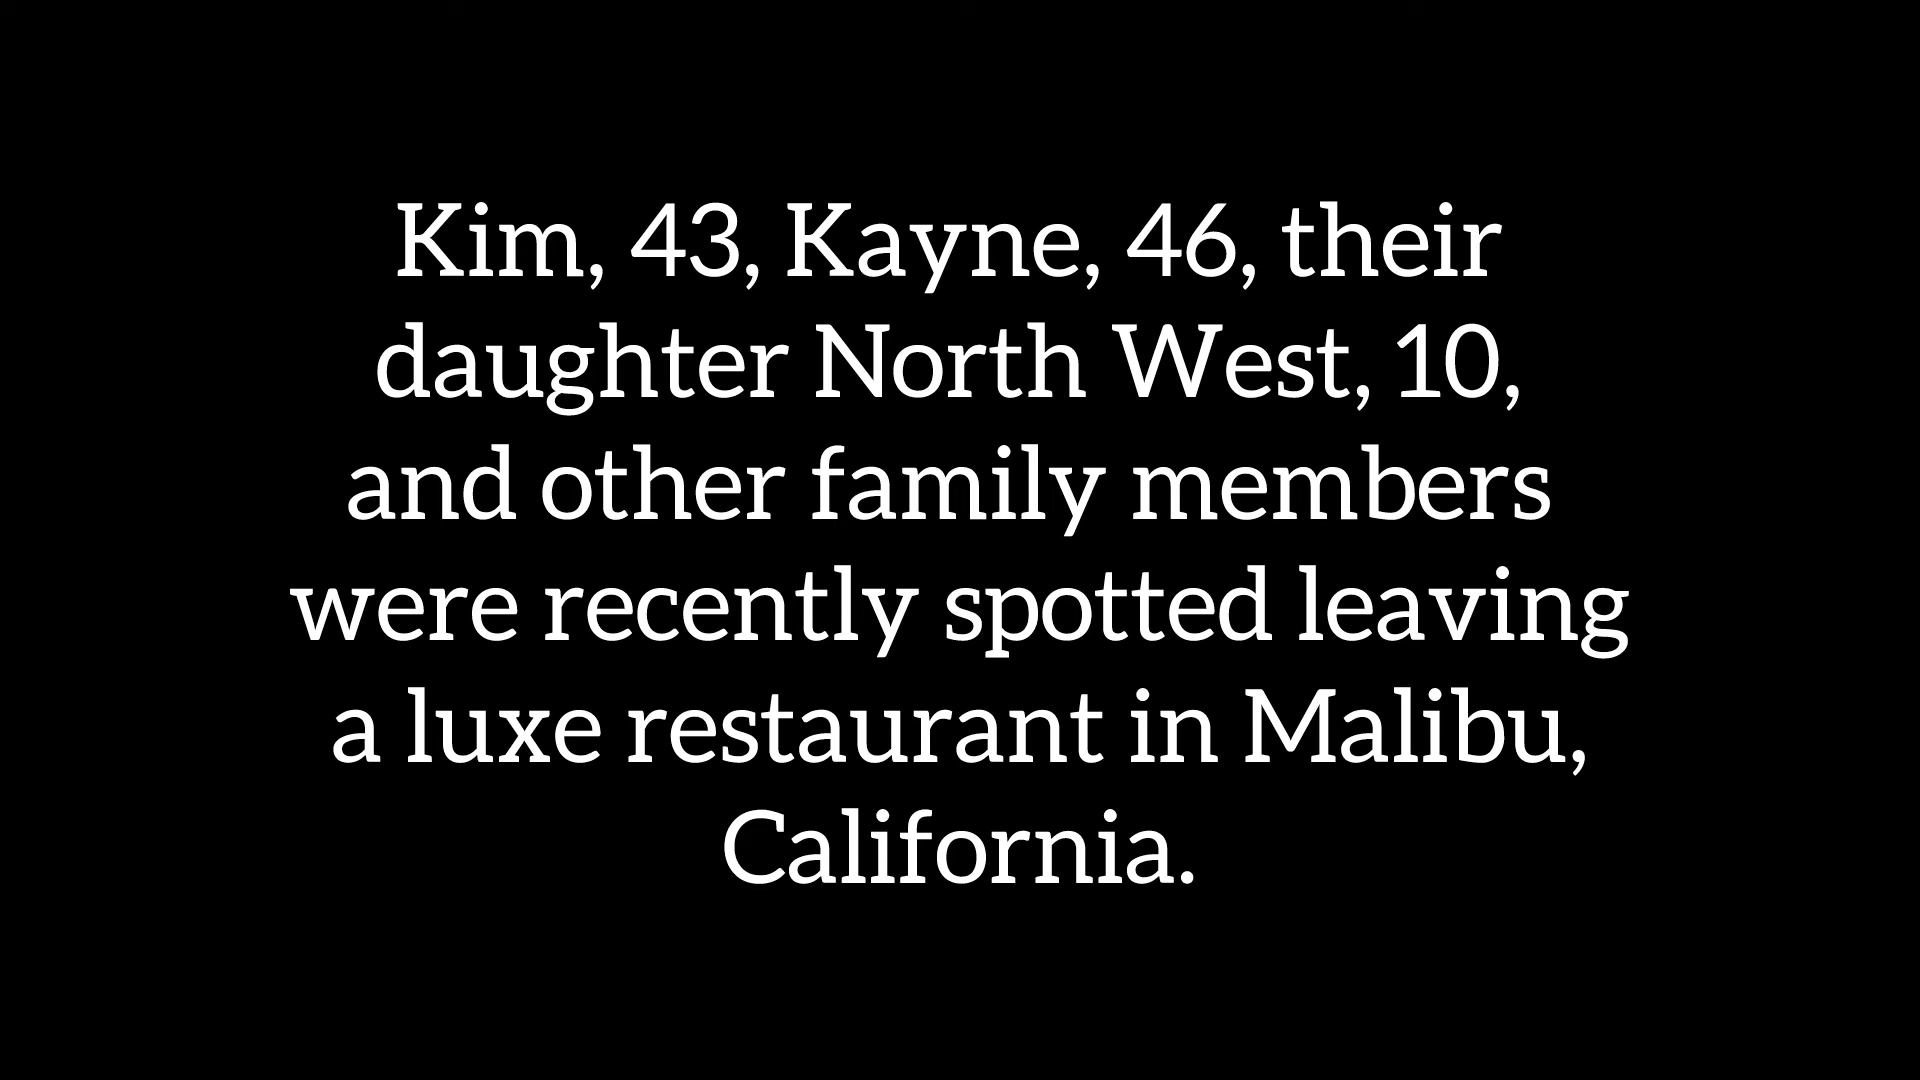 Kim, 43, Kayne, 46, their
daughter North West, 10,
and other family members
were recently spotted leaving
a luxe restaurant in Malibu,
California.